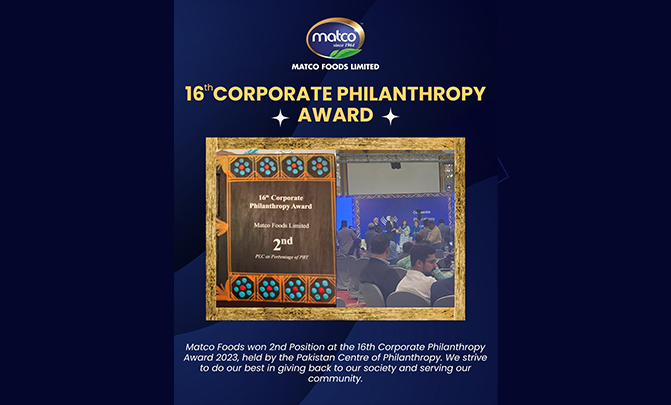 matco
since 1964
MATCO FOODS LIMITED
16th CORPORATE PHILANTHROPY
AWARD
16th Corporate
Philanthropy Award
Matco Foods Limited
2nd
PLC as Percentage of PBT
Matco Foods won 2nd Position at the 16th Corporate Philanthropy
Award 2023, held by the Pakistan Centre of Philanthropy. We strive
to do our best in giving back to our society and serving our
community.